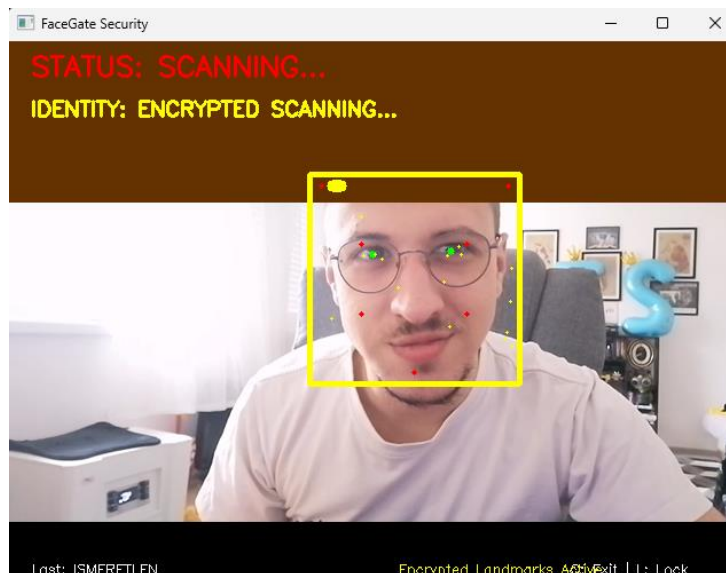 FaceGate Security
STATUS: SCANNING...
IDENTITY: ENCRYPTED SCANNING...
S
Last: ISMERETLEN
Encrypted Landmarks Exit | L: Lock